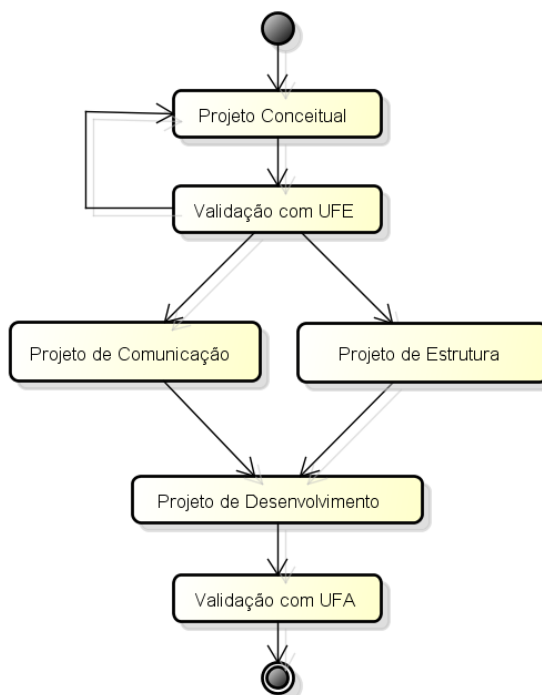 Projeto Conceitual
Validação com UFE
Projeto de Comunicação
Projeto de Estrutura
Projeto de Desenvolvimento
Validação com UFA